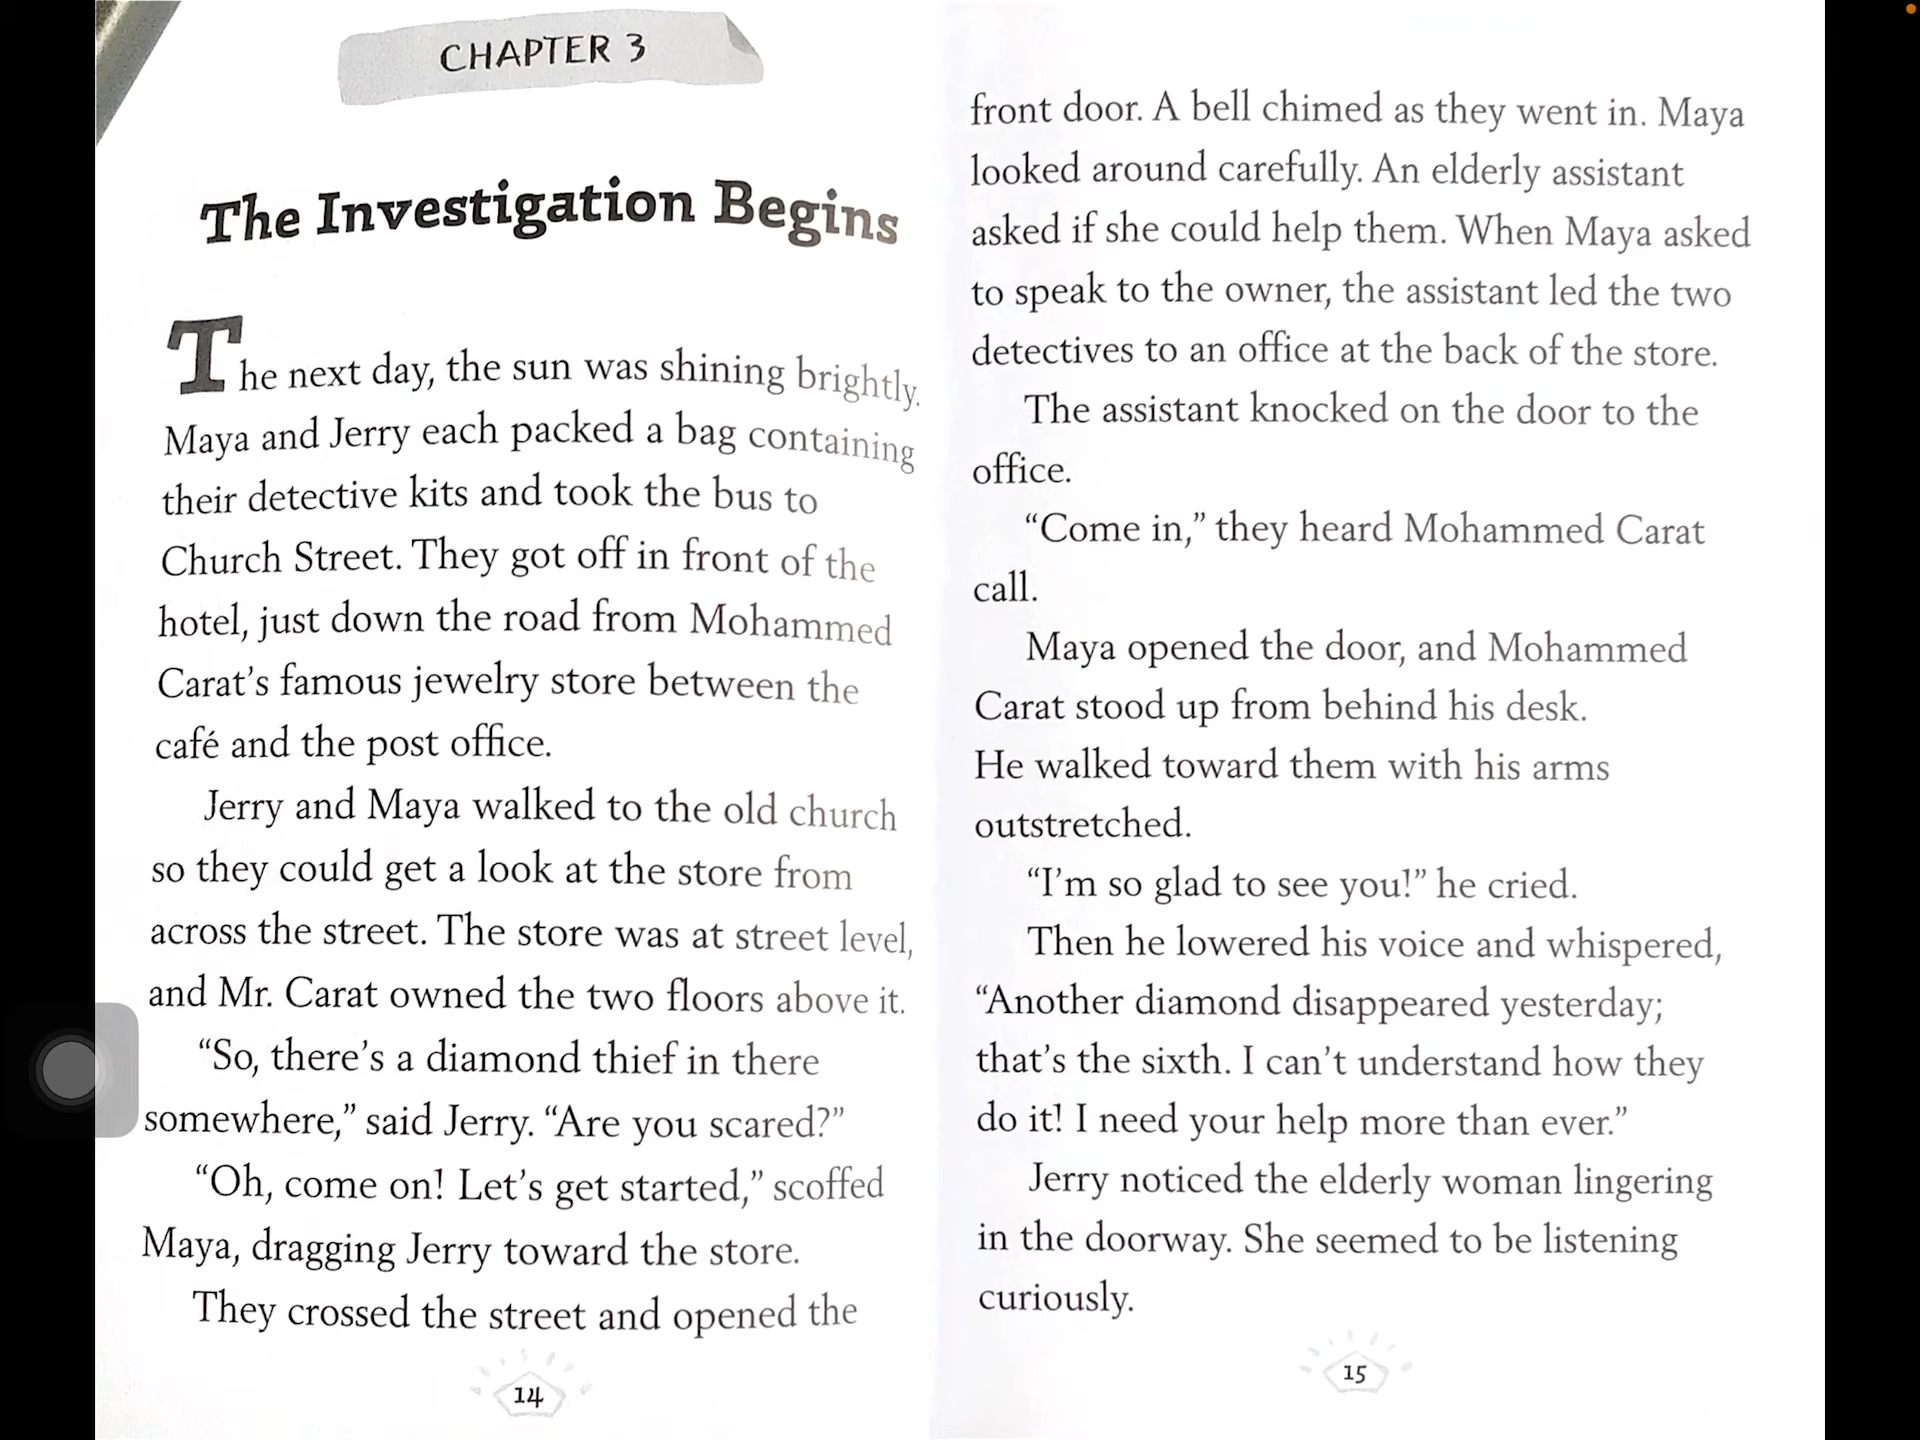 CHAPTER 3
The Investigation Begins
The next day, the sun was shining brightly.
Maya and Jerry each packed a bag containing
their detective kits and took the bus to
Church Street. They got off in front of the
hotel, just down the road from Mohammed
Carat’s famous jewelry store between the
café and the post office.
Jerry and Maya walked to the old church
so they could get a look at the store from
across the street. The store was at street level,
and Mr. Carat owned the two floors above it.
“So, there’s a diamond thief in there
somewhere,” said Jerry. “Are you scared?”
“Oh, come on! Let’s get started,” scoffed
Maya, dragging Jerry toward the store.
They crossed the street and opened the
14
front door. A bell chimed as they went in. Maya
looked around carefully. An elderly assistant
asked if she could help them. When Maya asked
to speak to the owner, the assistant led the two
detectives to an office at the back of the store.
The assistant knocked on the door to the
office.
“Come in,” they heard Mohammed Carat
call.
Maya opened the door, and Mohammed
Carat stood up from behind his desk.
He walked toward them with his arms
outstretched.
“I’m so glad to see you!” he cried.
Then he lowered his voice and whispered,
“Another diamond disappeared yesterday;
that’s the sixth. I can’t understand how they
do it! I need your help more than ever.”
Jerry noticed the elderly woman lingering
in the doorway. She seemed to be listening
curiously.
15